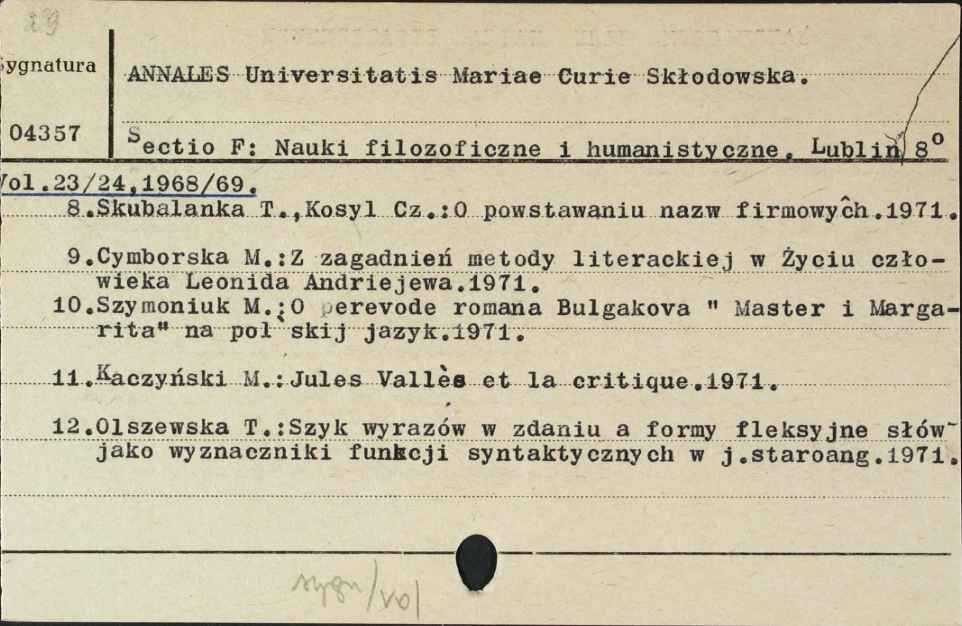 29
Sygnatura
ANNALES Universitatis Mariae Curie Skłodowska.
04357
Sectio F: Nauki filozoficzne i humanistyczne. Lublin 8°
Vol.23/24,1968/69.
8.Skubalanka T.,Kosyl Cz.:O powstawaniu nazw firmowych.1971.
9.Cymborska M.:Z zagadnień metody literackiej w Życiu czło-
wieka Leonida Andriejewa.1971.
10.Szymoniuk M.:O perevode romana Bulgakova " Master i Marga-
rita" na pol`skij jazyk.1971.
11.Kaczyński M.:Jules Vallès et la critique.1971.
12.Olszewska T.:Szyk wyrazów w zdaniu a formy fleksyjne słów-
jako wyznaczniki funkcji syntaktycznych w j.staroang.1971.
sygn/vol